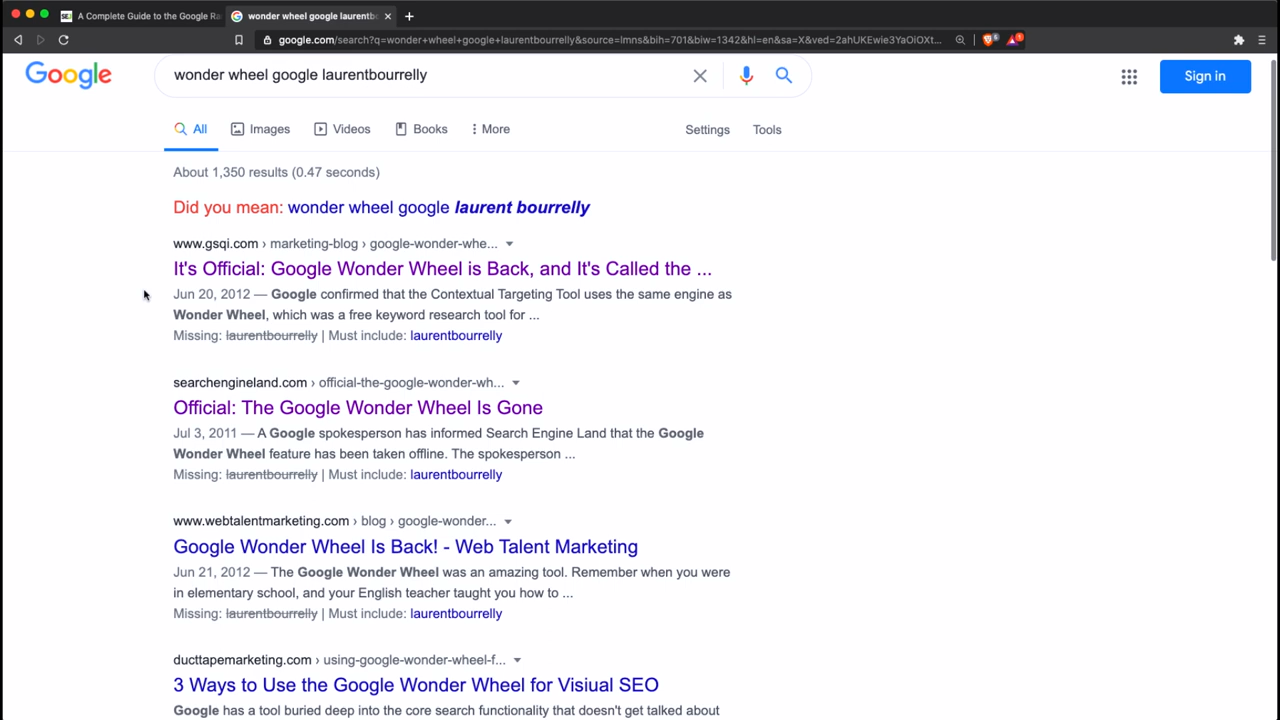 SEJ A Complete Guide to the Google Ra
wonder wheel google laurentbo
google.com/search?q=wonder+wheel+google+laurentbourrelly&source=lmns&bih=701&biw=1342&hl=en&sa=X&ved=2ahUKEwie3YaOiOXt...
Google
wonder wheel google laurentbourrelly
Sign in
All Images Videos Books More Settings Tools
About 1,350 results (0.47 seconds)
Did you mean: wonder wheel google laurent bourrelly
www.gsqi.com › marketing-blog › google-wonder-whe...
It's Official: Google Wonder Wheel is Back, and It's Called the ...
Jun 20, 2012 — Google confirmed that the Contextual Targeting Tool uses the same engine as
Wonder Wheel, which was a free keyword research tool for ...
Missing: laurentbourrelly | Must include: laurentbourrelly
searchengineland.com › official-the-google-wonder-wh...
Official: The Google Wonder Wheel Is Gone
Jul 3, 2011 — A Google spokesperson has informed Search Engine Land that the Google
Wonder Wheel feature has been taken offline. The spokesperson ...
Missing: laurentbourrelly | Must include: laurentbourrelly
www.webtalentmarketing.com › blog › google-wonder...
Google Wonder Wheel Is Back! - Web Talent Marketing
Jun 21, 2012 — The Google Wonder Wheel was an amazing tool. Remember when you were
in elementary school, and your English teacher taught you how to ...
Missing: laurentbourrelly | Must include: laurentbourrelly
ducttapemarketing.com › using-google-wonder-wheel-f...
3 Ways to Use the Google Wonder Wheel for Visiual SEO
Google has a tool buried deep into the core search functionality that doesn't get talked about